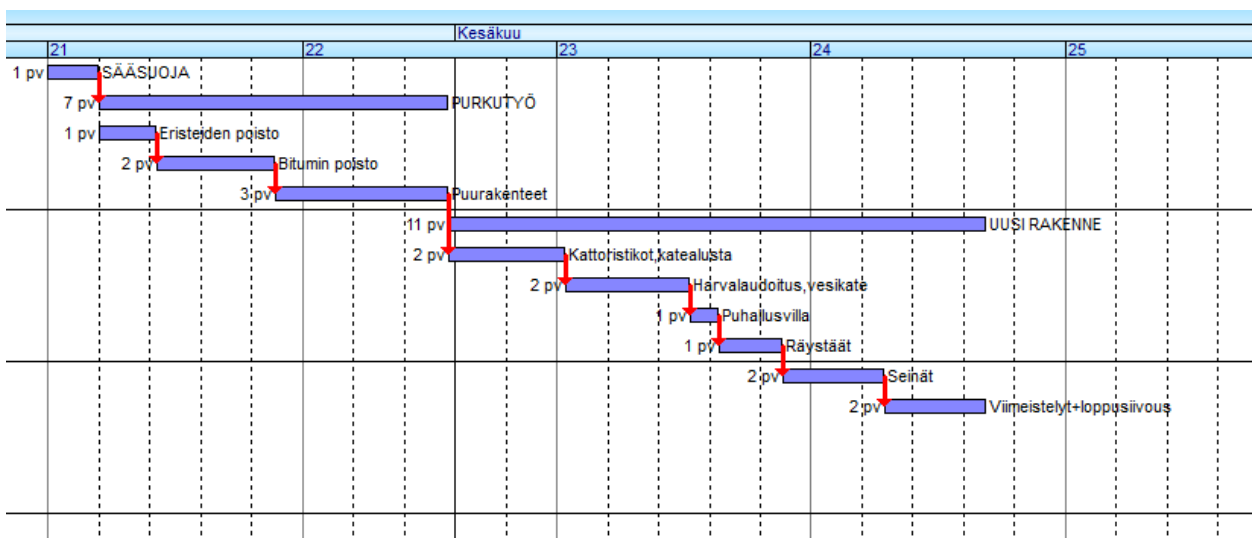 Kesäkuu
21 22 23 24 25
1 pv SÄÄSUOJA
7 pv PURKUTYÖ
1 pv Eristeiden poisto
2 pv Bitumin poisto
3 pv Puurakenteet
11 pv UUSI RAKENNE
2 pv Kattoristikot,katealusta
2 pv Harvalaudoitus,vesikate
1 pv Puhallusvilla
1 pv Räystäät
2 pv Seinät
2 pv Viimeistelyt+loppusiivous